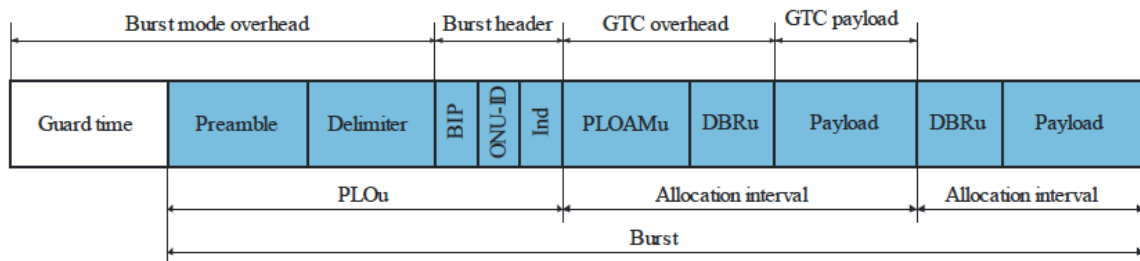 Burst mode overhead Burst header GTC overhead GTC payload
Guard time Preamble Delimiter BIP ONU-ID Ind PLOAMu DBRu Payload DBRu Payload
PLOu Allocation interval Allocation interval
Burst